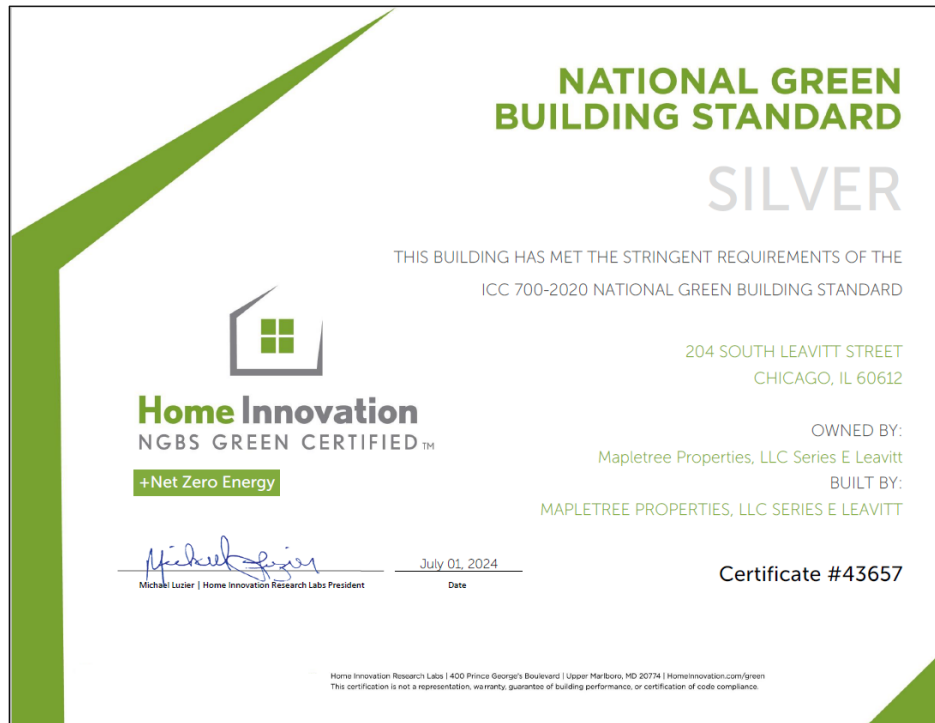 NATIONAL GREEN
BUILDING STANDARD
SILVER
THIS BUILDING HAS MET THE STRINGENT REQUIREMENTS OF THE
ICC 700-2020 NATIONAL GREEN BUILDING STANDARD
204 SOUTH LEAVITT STREET
CHICAGO, IL 60612
Home Innovation
NGBS GREEN CERTIFIED™
+Net Zero Energy
OWNED BY:
Mapletree Properties, LLC Series E Leavitt
BUILT BY:
MAPLETREE PROPERTIES, LLC SERIES E LEAVITT
Michael Luzier
July 01, 2024
Michael Luzier | Home Innovation Research Labs President
Date
Certificate #43657
Home Innovation Research Labs | 400 Prince George's Boulevard | Upper Marlboro, MD 20774 | HomeInnovation.com/green
This certification is not a representation, warranty, guarantee of building performance, or certification of code compliance.